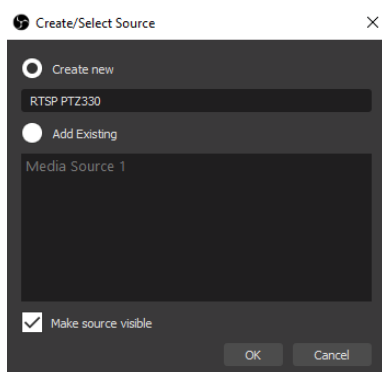 Create/Select Source
Create new
RTSP PTZ330
Add Existing
Media Source 1
Make source visible
OK Cancel